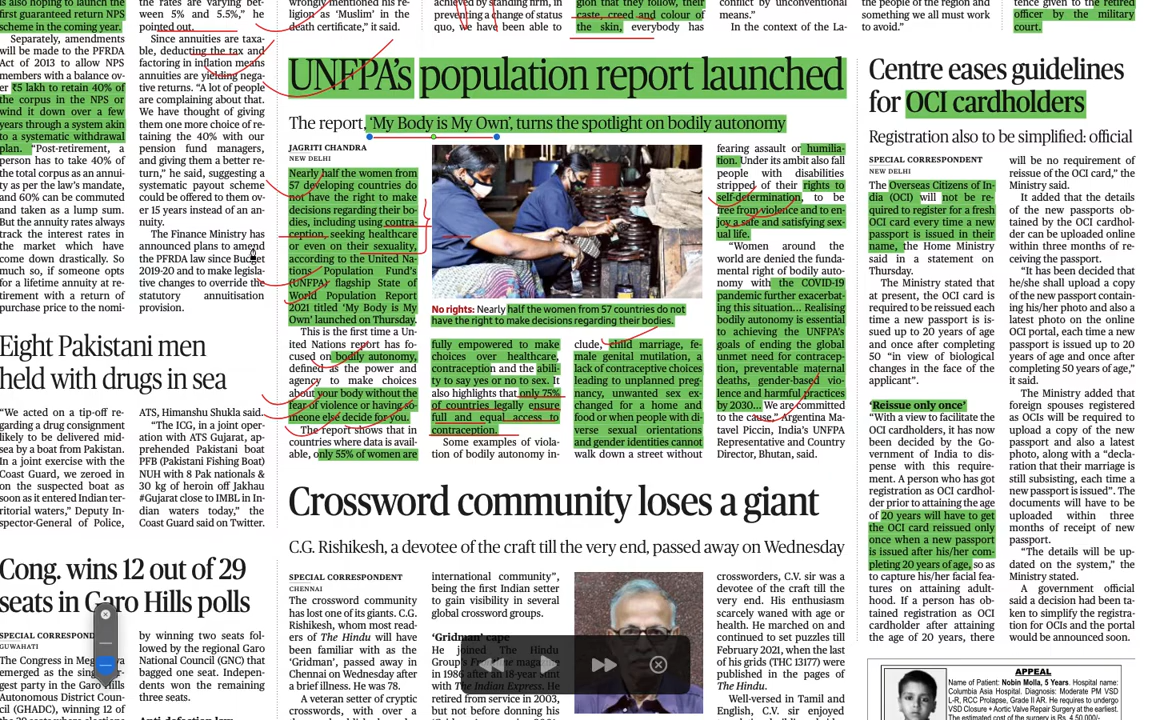 is also hoping to launch the
first guaranteed return NPS
scheme in the coming year.
Separately, amendments
will be made to the PFRDA
Act of 2013 to allow NPS
members with a balance ov-
er ₹5 lakh to retain 40% of
the corpus in the NPS or
wind it down over a few
years through a system akin
to a systematic withdrawal
plan. “Post-retirement, a
person has to take 40% of
the total corpus as an annui-
ty as per the law’s mandate,
and 60% can be commuted
and taken as a lump sum.
But the annuity rates always
track the interest rates in
the market which have
come down drastically. So
much so, if someone opts
for a lifetime annuity at re-
tirement with a return of
purchase price to the nomi-
the rates are varying bet-
ween 5% and 5.5%,” he
pointed out.
Since annuities are taxa-
ble, deducting the tax and
factoring in inflation means
annuities are yielding nega-
tive returns. “A lot of people
are complaining about that.
We have thought of giving
them one more choice of re-
taining the 40% with our
pension fund managers,
and giving them a better re-
turn,” he said, suggesting a
systematic payout scheme
could be offered to them ov-
er 15 years instead of an an-
nuity.
The Finance Ministry has
announced plans to amend
the PFRDA law since Budget
2019-20 and to make legisla-
tive changes to override the
statutory annuitisation
provision.
Eight Pakistani men
held with drugs in sea
“We acted on a tip-off re-
garding a drug consignment
likely to be delivered mid-
sea by a boat from Pakistan.
In a joint exercise with the
Coast Guard, we zeroed in
on the suspected boat as
soon as it entered Indian ter-
ritorial waters,” Deputy In-
spector-General of Police,
ATS, Himanshu Shukla said.
“The ICG, in a joint oper-
ation with ATS Gujarat, ap-
prehended Pakistani boat
PFB (Pakistani Fishing Boat)
NUH with 8 Pak nationals &
30 kg of heroin off Jakhau
#Gujarat close to IMBL in In-
dian waters today,” the
Coast Guard said on Twitter.
Cong. wins 12 out of 29
seats in Garo Hills polls
SPECIAL CORRESPOND
GUWAHATI
The Congress in Meg
emerged as the sing
gest party in the Garo
Autonomous District Coun-
cil (GHADC), winning 12 of
by winning two seats fol-
lowed by the regional Garo
National Council (GNC) that
bagged one seat. Indepen-
dents won the remaining
three seats.
wrongly mentioned his re-
ligion as ‘Muslim’ in the
death certificate,” it said.
achieved by standing firm, in
preventing a change of status
quo, we have been able to
gion that they follow, their
caste, creed and colour of
the skin, everybody has
conflict by unconventional
means.”
In the context of the La-
the people of the region and
something we all must work
to avoid.”
tence given to the retired
officer by the military
court.
UNFPA’s population report launched
The report, ‘My Body is My Own’, turns the spotlight on bodily autonomy
JAGRITI CHANDRA
NEW DELHI
Nearly half the women from
57 developing countries do
not have the right to make
decisions regarding their bo-
dies, including using contra-
ception, seeking healthcare
or even on their sexuality,
according to the United Na-
tions Population Fund’s
(UNFPA) flagship State of
World Population Report
2021 titled ‘My Body is My
Own’ launched on Thursday.
This is the first time a Un-
ited Nations report has fo-
cused on bodily autonomy,
defined as the power and
agency to make choices
about your body without the
fear of violence or having so-
meone else decide for you.
The report shows that in
countries where data is avail-
able, only 55% of women are
No rights: Nearly half the women from 57 countries do
not have the right to make decisions regarding their bodies.
fully empowered to make
choices over healthcare,
contraception and the abili-
ty to say yes or no to sex. It
also highlights that only 75%
of countries legally ensure
full and equal access to
contraception.
Some examples of viola-
tion of bodily autonomy in-
clude, child marriage, fe-
male genital mutilation, a
lack of contraceptive choices
leading to unplanned preg-
nancy, unwanted sex ex-
changed for a home and
food or when people with di-
verse sexual orientations
and gender identities cannot
walk down a street without
fearing assault or humilia-
tion. Under its ambit also fall
people with disabilities
stripped of their rights to
self-determination, to be
free from violence and to en-
joy a safe and satisfying sex-
ual life.
“Women around the
world are denied the funda-
mental right of bodily auto-
nomy with the COVID-19
pandemic further exacerbat-
ing this situation... Realising
bodily autonomy is essential
to achieving the UNFPA’s
goals of ending the global
unmet need for contracep-
tion, preventable maternal
deaths, gender-based vio-
lence and harmful practices
by 2030... We are committed
to the cause,” Argentina Ma-
tavel Piccin, India’s UNFPA
Representative and Country
Director, Bhutan, said.
Crossword community loses a giant
C.G. Rishikesh, a devotee of the craft till the very end, passed away on Wednesday
SPECIAL CORRESPONDENT
CHENNAI
The crossword community
has lost one of its giants. C.G.
Rishikesh, whom most read-
ers of The Hindu will have
been familiar with as the
‘Gridman’, passed away in
Chennai on Wednesday after
a brief illness. He was 78.
A veteran setter of cryptic
crosswords, with over a
international community”,
being the first Indian setter
to gain visibility in several
global crossword groups.
‘Gridman’ cape
He joined The Hindu
Group’s magazine
in 1986 after an 18-year stint
with The Indian Express. He
retired from service in 2003,
but not before donning his
crossworders, C.V. sir was a
devotee of the craft till the
very end. His enthusiasm
scarcely waned with age or
health. He marched on and
continued to set puzzles till
February 2021, when the last
of his grids (THC 13177) were
published in the pages of
The Hindu.
Well-versed in Tamil and
English, C.V. sir enjoyed
Centre eases guidelines
for OCI cardholders
Registration also to be simplified: official
SPECIAL CORRESPONDENT
NEW DELHI
The Overseas Citizens of In-
dia (OCI) will not be re-
quired to register for a fresh
OCI card every time a new
passport is issued in their
name, the Home Ministry
said in a statement on
Thursday.
The Ministry stated that
at present, the OCI card is
required to be reissued each
time a new passport is is-
sued up to 20 years of age
and once after completing
50 “in view of biological
changes in the face of the
applicant”.
‘Reissue only once’
“With a view to facilitate the
OCI cardholders, it has now
been decided by the Go-
vernment of India to dis-
pense with this require-
ment. A person who has got
registration as OCI cardhol-
der prior to attaining the age
of 20 years will have to get
the OCI card reissued only
once when a new passport
is issued after his/her com-
pleting 20 years of age, so as
to capture his/her facial fea-
tures on attaining adult-
hood. If a person has ob-
tained registration as OCI
cardholder after attaining
the age of 20 years, there
will be no requirement of
reissue of the OCI card,” the
Ministry said.
It added that the details
of the new passports ob-
tained by the OCI cardhol-
der can be uploaded online
within three months of re-
ceiving the passport.
“It has been decided that
he/she shall upload a copy
of the new passport contain-
ing his/her photo and also a
latest photo on the online
OCI portal, each time a new
passport is issued up to 20
years of age and once after
completing 50 years of age,”
it said.
The Ministry added that
foreign spouses registered
as OCIs will be required to
upload a copy of the new
passport and also a latest
photo, along with a “decla-
ration that their marriage is
still subsisting, each time a
new passport is issued”. The
documents will have to be
uploaded within three
months of receipt of new
passport.
“The details will be up-
dated on the system,” the
Ministry stated.
A government official
said a decision had been ta-
ken to simplify the registra-
tion for OCIs and the portal
would be announced soon.
APPEAL
Name of Patient: Nobin Molla, 5 Years. Hospital name:
Columbia Asia Hospital. Diagnosis: Moderate PM VSD
L-R, RCC Prolapse, Grade II AR. Planned to undergo
VSD Closure + Aortic Valve Repair Surgery at the earliest.